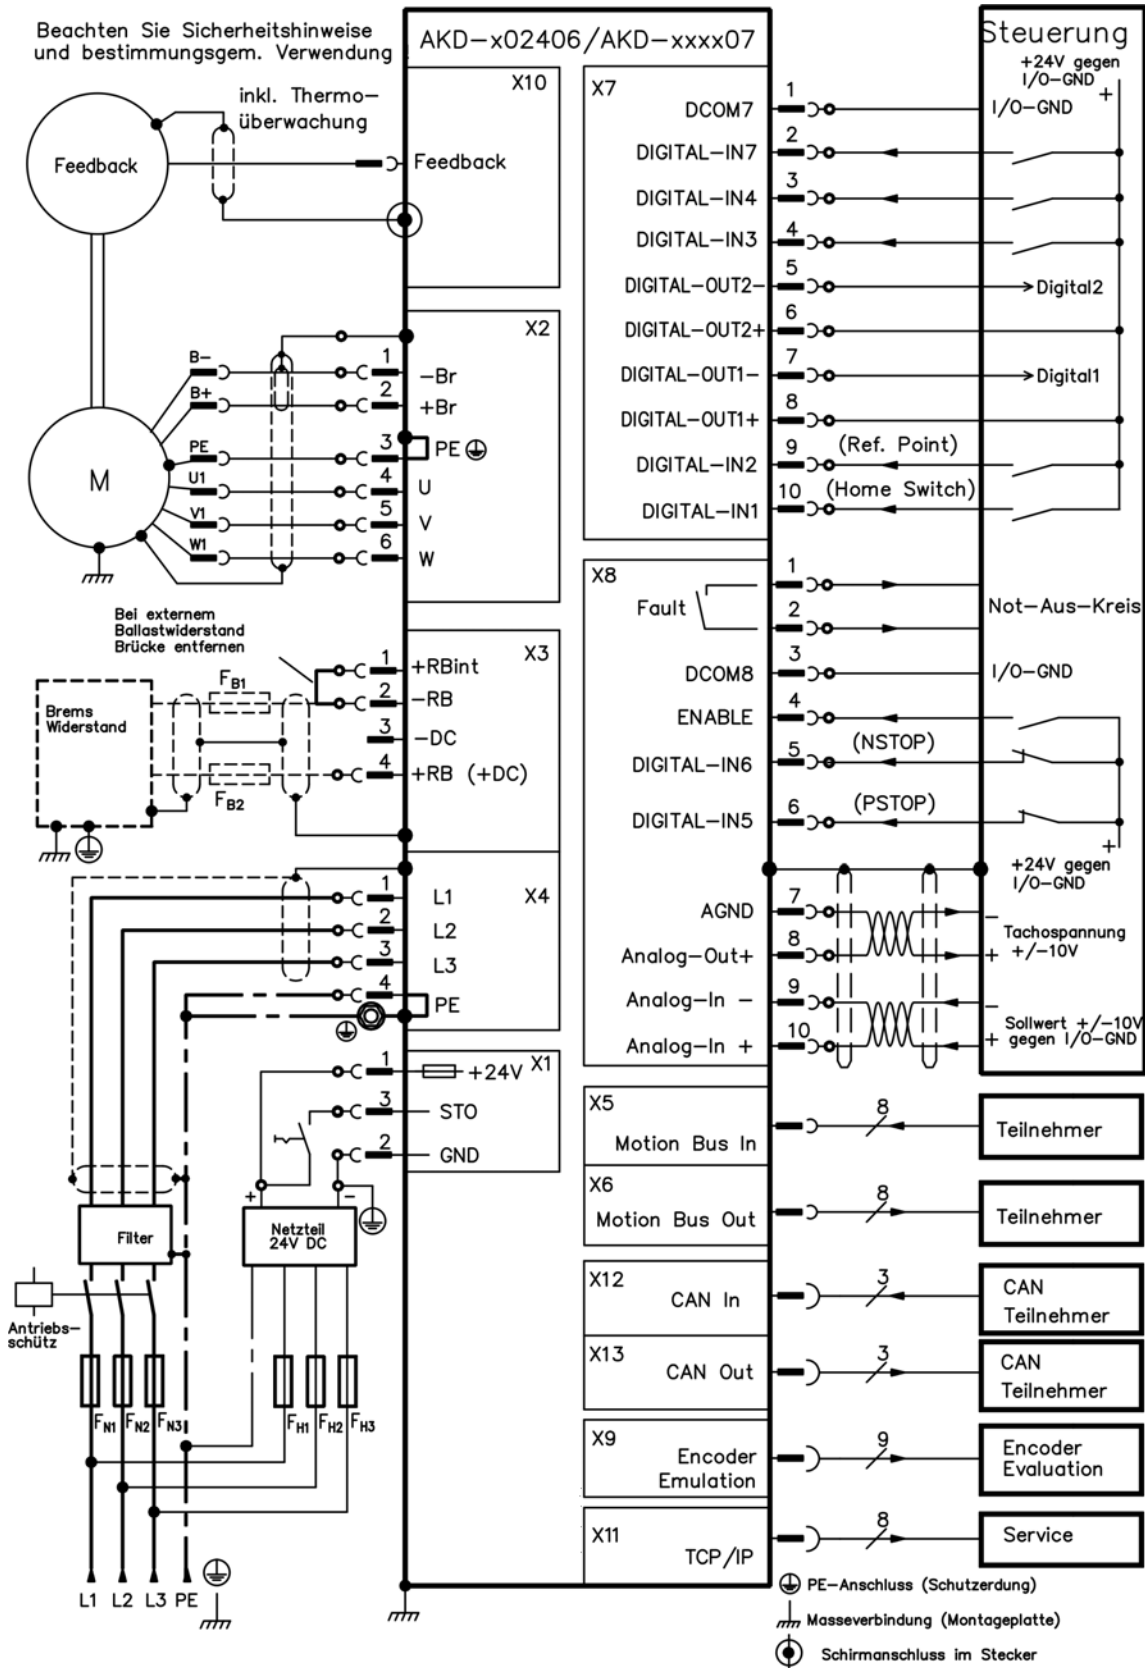 Beachten Sie Sicherheitshinweise
und bestimmungsgem. Verwendung
AKD-x02406/AKD-xxxx07
Steuerung
X10
inkl. Thermo-
überwachung
Feedback
Feedback
X2
B-
1
-Br
B+
2
+Br
PE
3
PE
M
U1
4
U
V1
5
V
W1
6
W
Bei externem
Ballastwiderstand
Brücke entfernen
X3
Brems
Widerstand
FB1
FB2
1
+RBint
2
-RB
3
-DC
4
+RB (+DC)
X4
1
L1
2
L2
3
L3
4
PE
X1
1
+24V
3
STO
2
GND
+
-
Netzteil
24V DC
Filter
Antriebs-
schütz
FN1
FN2
FN3
FH1
FH2
FH3
L1 L2 L3 PE
X7
+24V gegen
I/O-GND
+
DCOM7
1
I/O-GND
DIGITAL-IN7
2
DIGITAL-IN4
3
DIGITAL-IN3
4
DIGITAL-OUT2-
5
Digital2
DIGITAL-OUT2+
6
DIGITAL-OUT1-
7
Digital1
DIGITAL-OUT1+
8
DIGITAL-IN2
9
(Ref. Point)
DIGITAL-IN1
10
(Home Switch)
X8
Fault
1
2
Not-Aus-Kreis
DCOM8
3
I/O-GND
ENABLE
4
DIGITAL-IN6
5
(NSTOP)
DIGITAL-IN5
6
(PSTOP)
+
+24V gegen
I/O-GND
AGND
7
-
Analog-Out+
8
+
Tachospannung
+/-10V
Analog-In -
9
-
Analog-In +
10
+
Sollwert +/-10V
gegen I/O-GND
X5
Motion Bus In
8
Teilnehmer
X6
Motion Bus Out
8
Teilnehmer
X12
CAN In
3
CAN
Teilnehmer
X13
CAN Out
3
CAN
Teilnehmer
X9
Encoder
Emulation
9
Encoder
Evaluation
X11
TCP/IP
8
Service
PE-Anschluss (Schutzerdung)
Masseverbindung (Montageplatte)
Schirmanschluss im Stecker